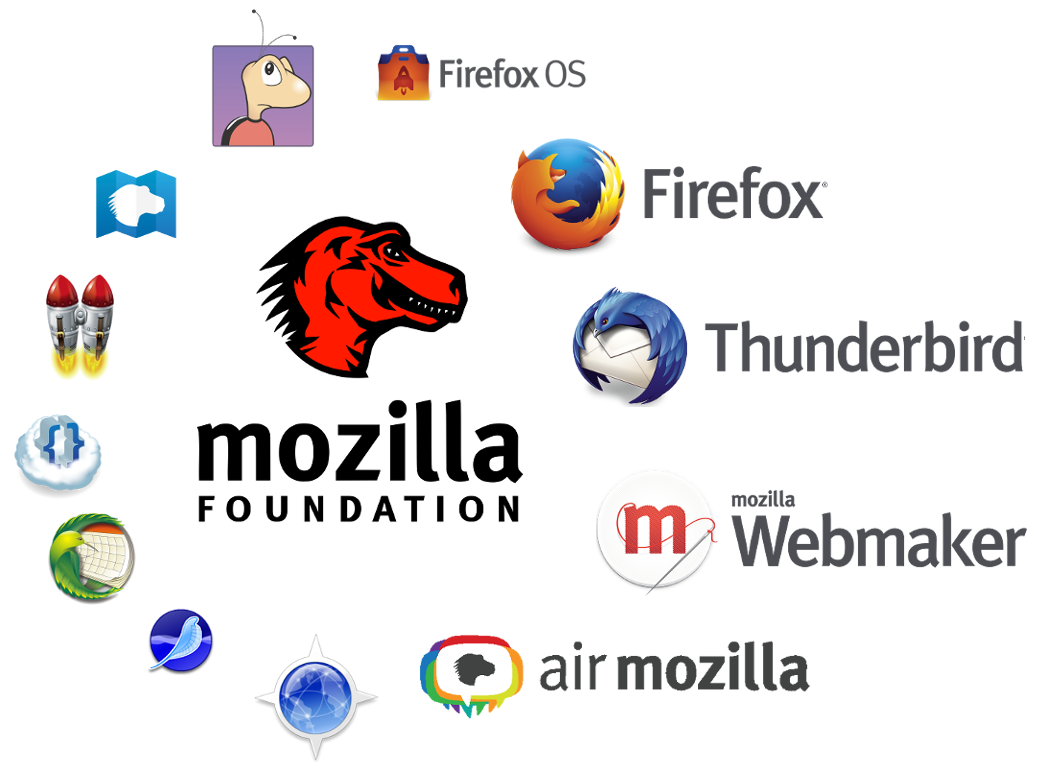 Firefox OS
Firefox®
Thunderbird
mozilla
FOUNDATION
{}
m
mozilla
Webmaker
air mozilla